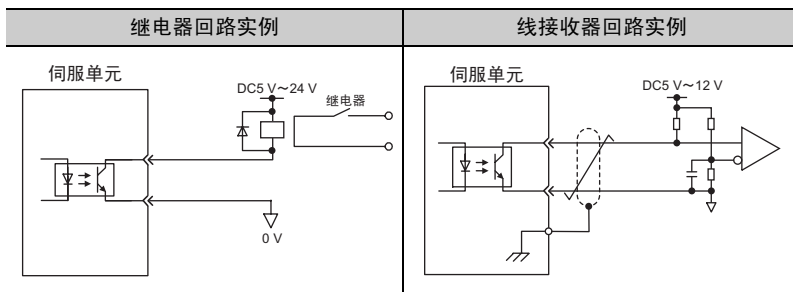 继电器回路实例
线接收器回路实例
伺服单元
DC5 V～24 V
继电器
0 V
伺服单元
DC5 V～12 V